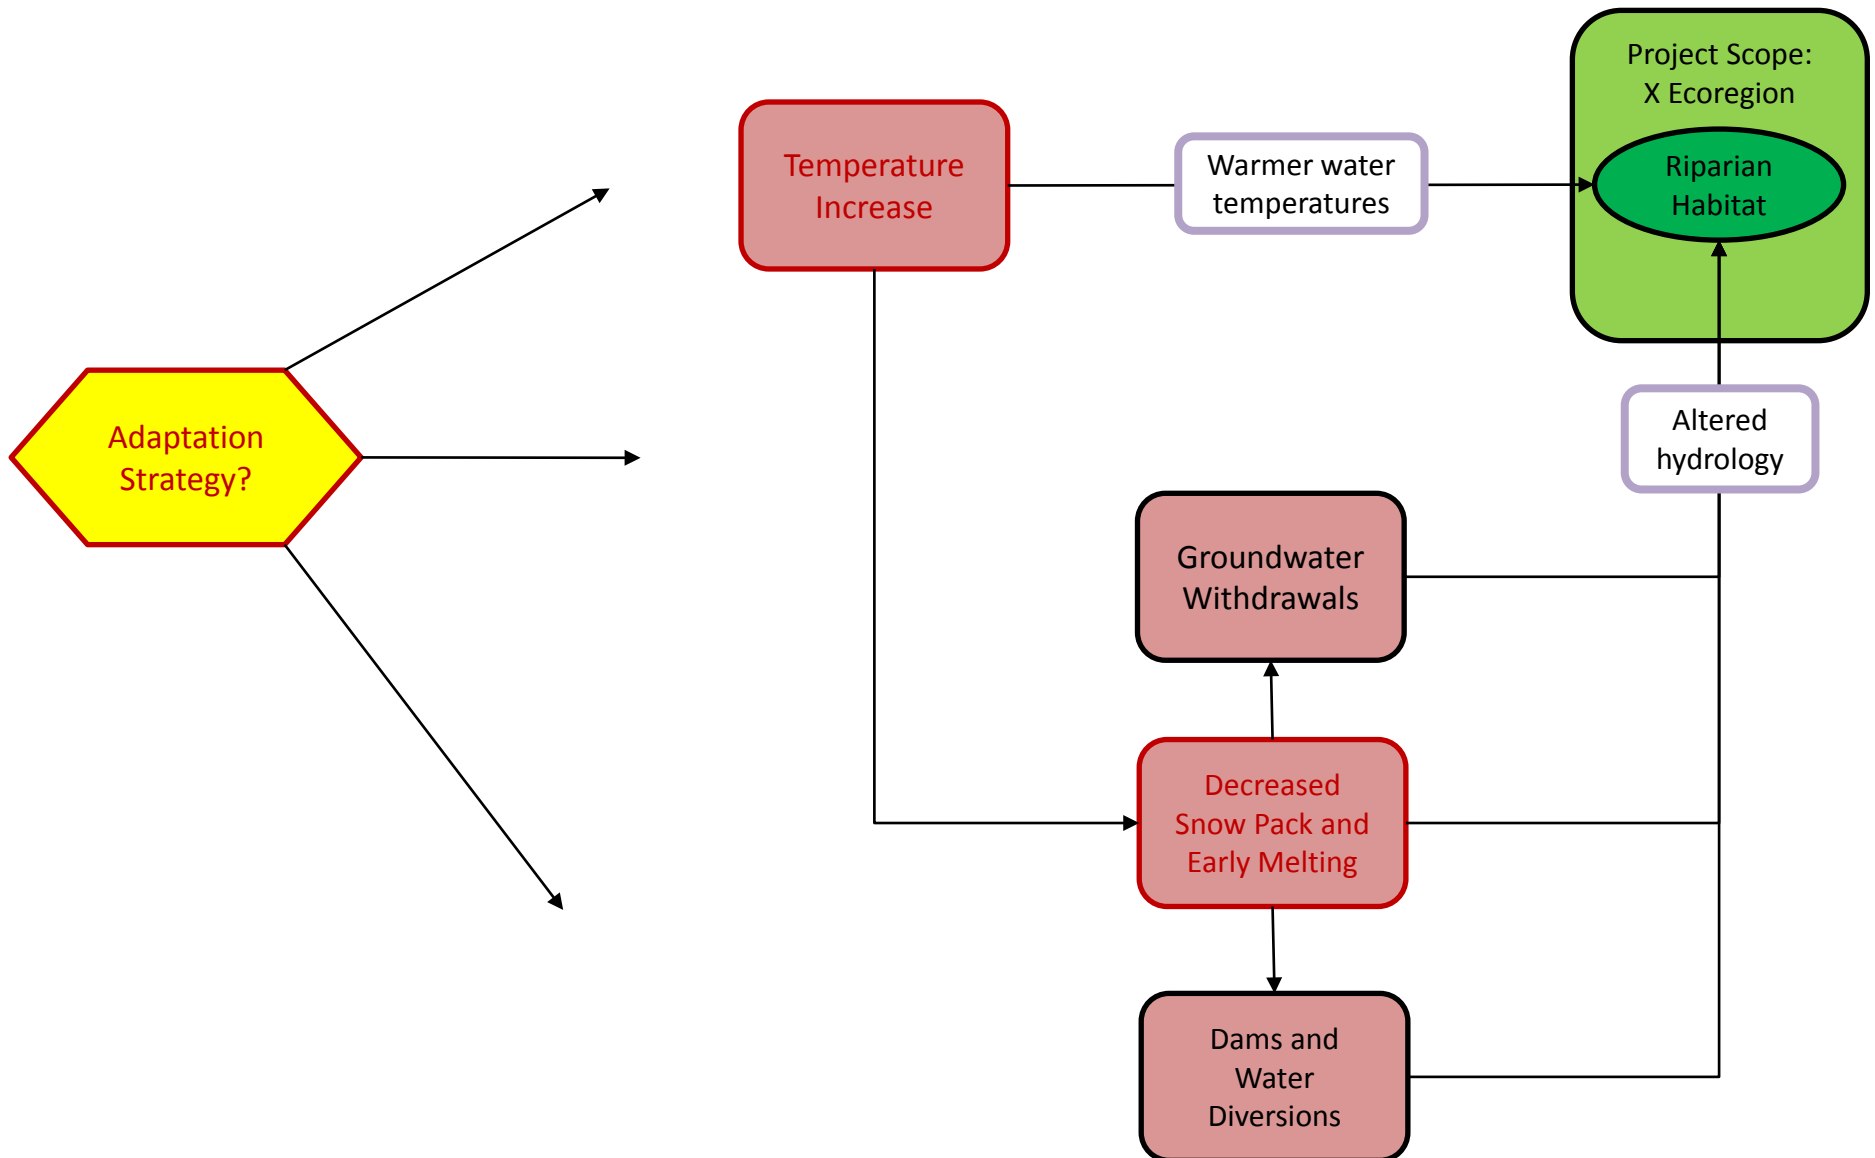 Project Scope:
X Ecoregion
Temperature
Increase
Warmer water
temperatures
Riparian
Habitat
Adaptation
Strategy?
Altered
hydrology
Groundwater
Withdrawals
Decreased
Snow Pack and
Early Melting
Dams and
Water
Diversions